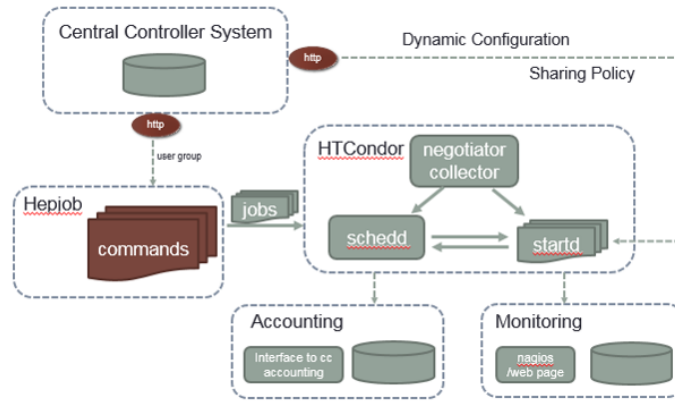 Central Controller System
http
Dynamic Configuration
Sharing Policy
http
user group
HTCondor
negotiator
collector
Hepjob
jobs
commands
schedd
startd
Accounting
Interface to cc
accounting
Monitoring
nagios
/web page